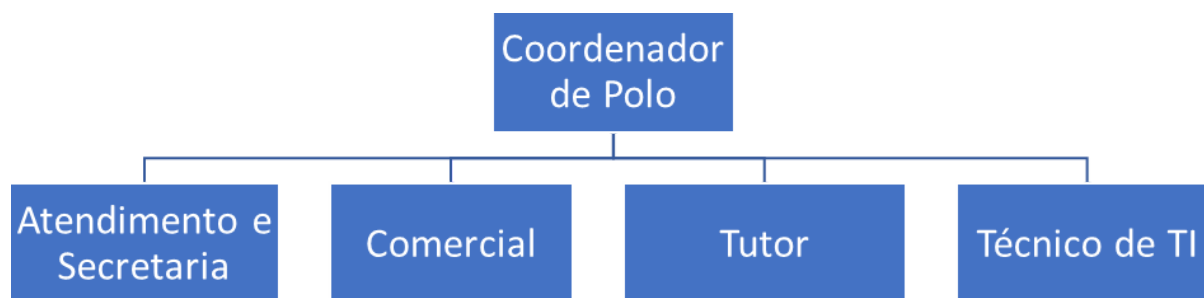 Coordenador
de Polo
Atendimento e
Secretaria
Comercial
Tutor
Técnico de TI